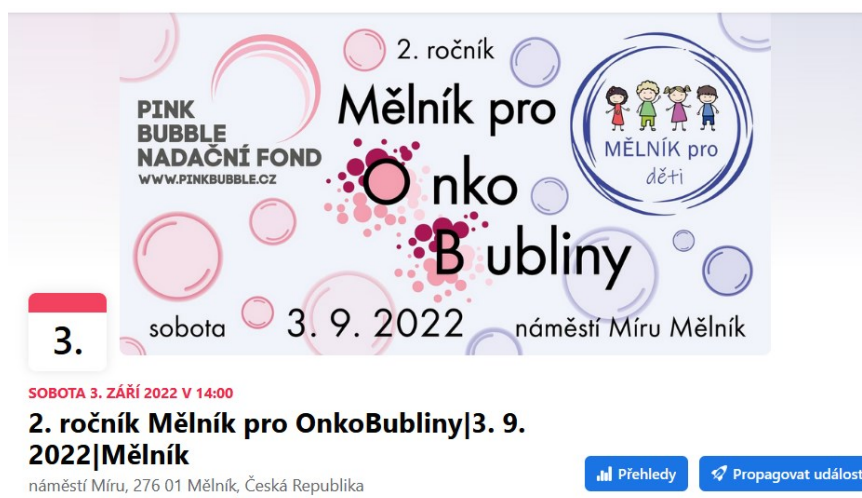 PINK
BUBBLE
NADAČNÍ FOND
WWW.PINKBUBBLE.CZ
2. ročník
Mělník pro
Onko
Bubliny
MĚLNÍK pro
děti
sobota 3. 9. 2022 náměstí Míru Mělník
3.
SOBOTA 3. ZÁŘÍ 2022 V 14:00
2. ročník Mělník pro OnkoBubliny|3. 9.
2022|Mělník
náměstí Míru, 276 01 Mělník, Česká Republika
Přehledy
Propagovat událost